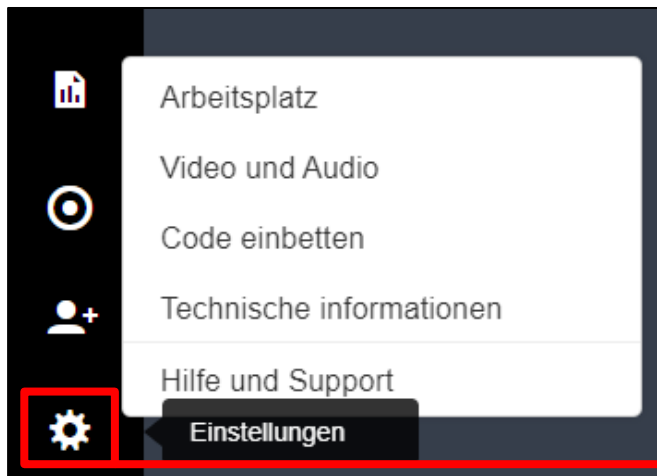 Arbeitsplatz
Video und Audio
Code einbetten
Technische informationen
Hilfe und Support
Einstellungen